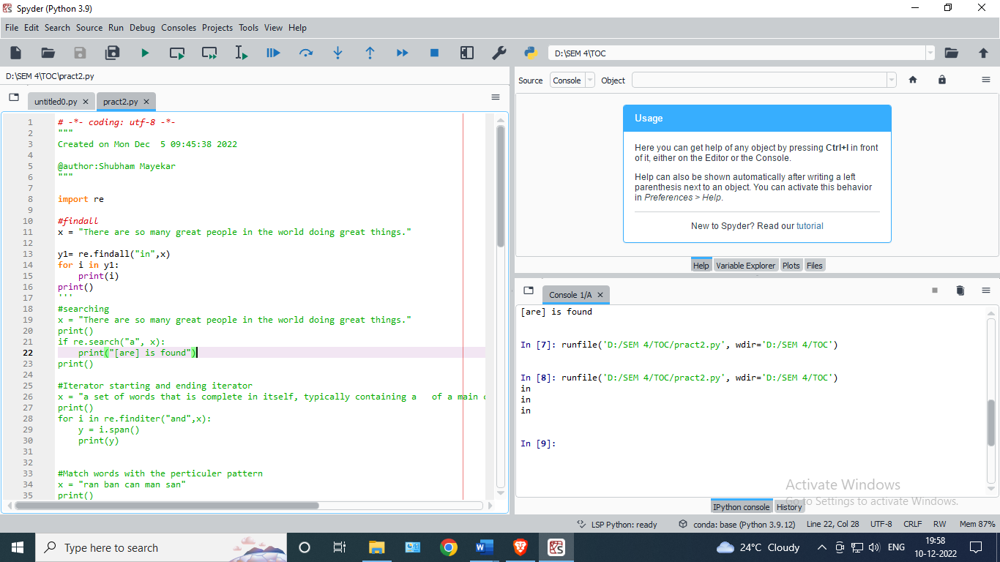 Spyder (Python 3.9)
File Edit Search Source Run Debug Consoles Projects Tools View Help
D:\SEM 4\TOC
D:\SEM 4\TOC\pract2.py
untitled0.py
pract2.py
1 # -*- coding: utf-8 -*-
2 """
3 Created on Mon Dec  5 09:45:38 2022
4
5 @author:Shubham Mayekar
6 """
7
8 import re
9
10 #findall
11 x = "There are so many great people in the world doing great things."
12
13 y1= re.findall("in",x)
14 for i in y1:
15     print(i)
16 print()
17 '''
18 #searching
19 x = "There are so many great people in the world doing great things."
20 print()
21 if re.search("a", x):
22     print("[are] is found")
23 print()
24
25 #Iterator starting and ending iterator
26 x = "a set of words that is complete in itself, typically containing a   of a main
27 print()
28 for i in re.finditer("and",x):
29     y = i.span()
30     print(y)
31
32
33 #Match words with the perticuler pattern
34 x = "ran ban can man san"
35 print()
Source Console Object
Usage
Here you can get help of any object by pressing Ctrl+I in front
of it, either on the Editor or the Console.
Help can also be shown automatically after writing a left
parenthesis next to an object. You can activate this behavior
in Preferences > Help.
New to Spyder? Read our tutorial
Help Variable Explorer Plots Files
Console 1/A
[are] is found
In [7]: runfile('D:/SEM 4/TOC/pract2.py', wdir='D:/SEM 4/TOC')
In [8]: runfile('D:/SEM 4/TOC/pract2.py', wdir='D:/SEM 4/TOC')
in
in
in
In [9]:
Activate Windows
Go to Settings to activate Windows.
IPython console History
LSP Python: ready conda: base (Python 3.9.12) Line 22, Col 28 UTF-8 CRLF RW Mem 87%
Type here to search
24°C Cloudy
ENG
19:58
10-12-2022